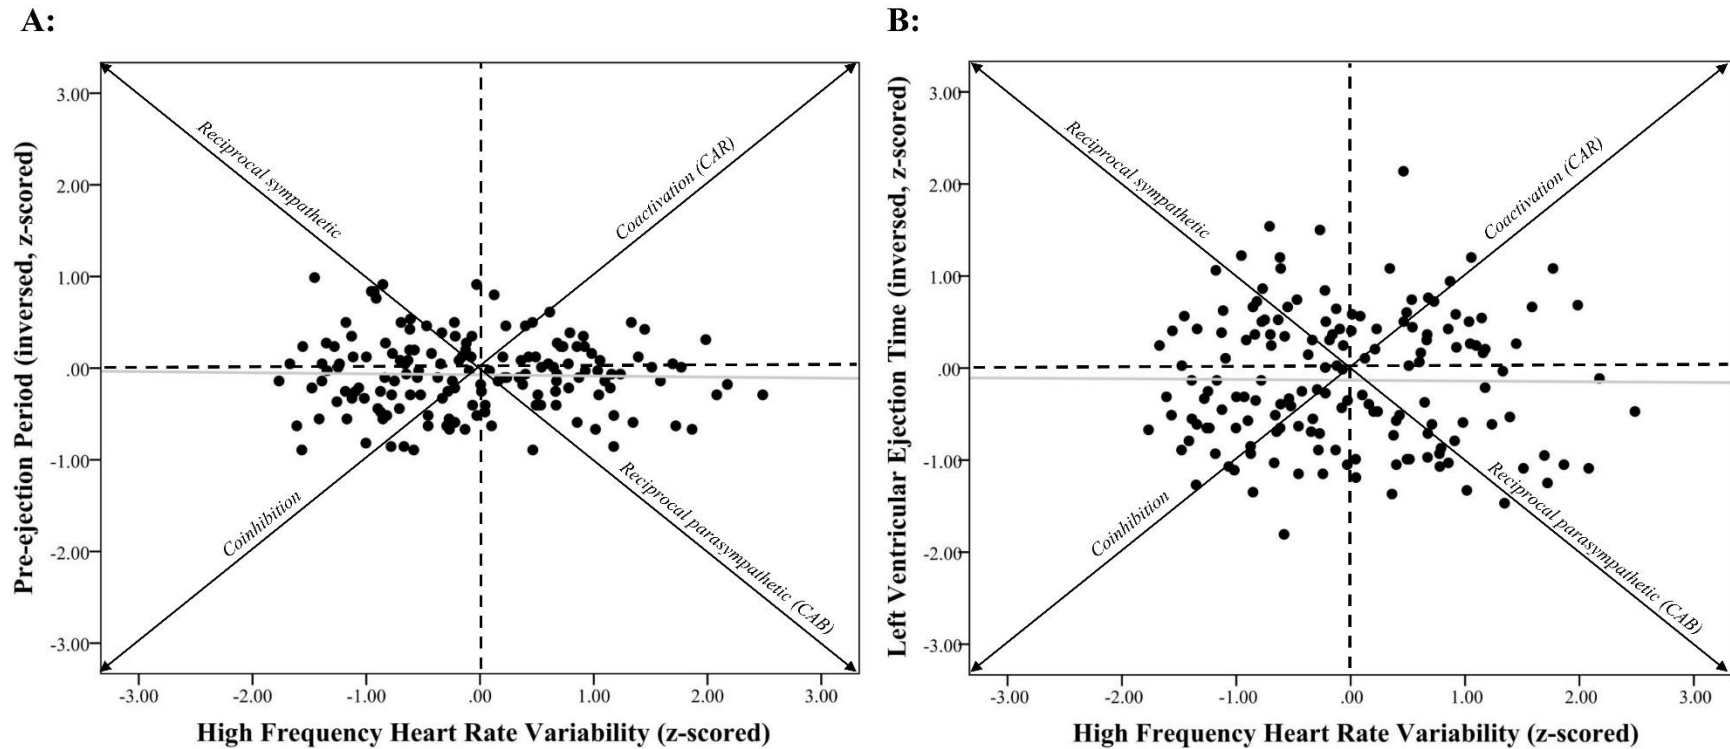 A:
Pre-ejection Period (inversed, z-scored)
3.00
2.00
1.00
.00
-1.00
-2.00
-3.00
Reciprocal sympathetic
Coactivation (CAR)
Coinhibition
Reciprocal parasympathetic (CAB)
-3.00 -2.00 -1.00 .00 1.00 2.00 3.00
High Frequency Heart Rate Variability (z-scored)
B:
Left Ventricular Ejection Time (inversed, z-scored)
3.00
2.00
1.00
.00
-1.00
-2.00
-3.00
Reciprocal sympathetic
Coactivation (CAR)
Coinhibition
Reciprocal parasympathetic (CAB)
-3.00 -2.00 -1.00 .00 1.00 2.00 3.00
High Frequency Heart Rate Variability (z-scored)